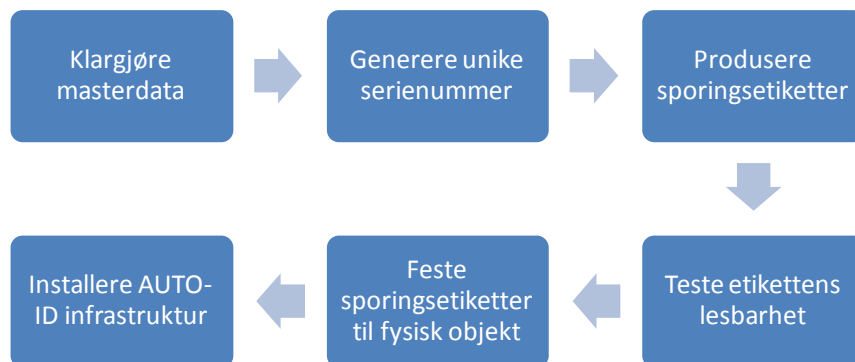 Klargjøre
masterdata
Generere unike
serienummer
Produsere
sporingsetiketter
Teste etikettens
lesbarhet
Feste
sporingsetiketter
til fysisk objekt
Installere AUTO-
ID infrastruktur